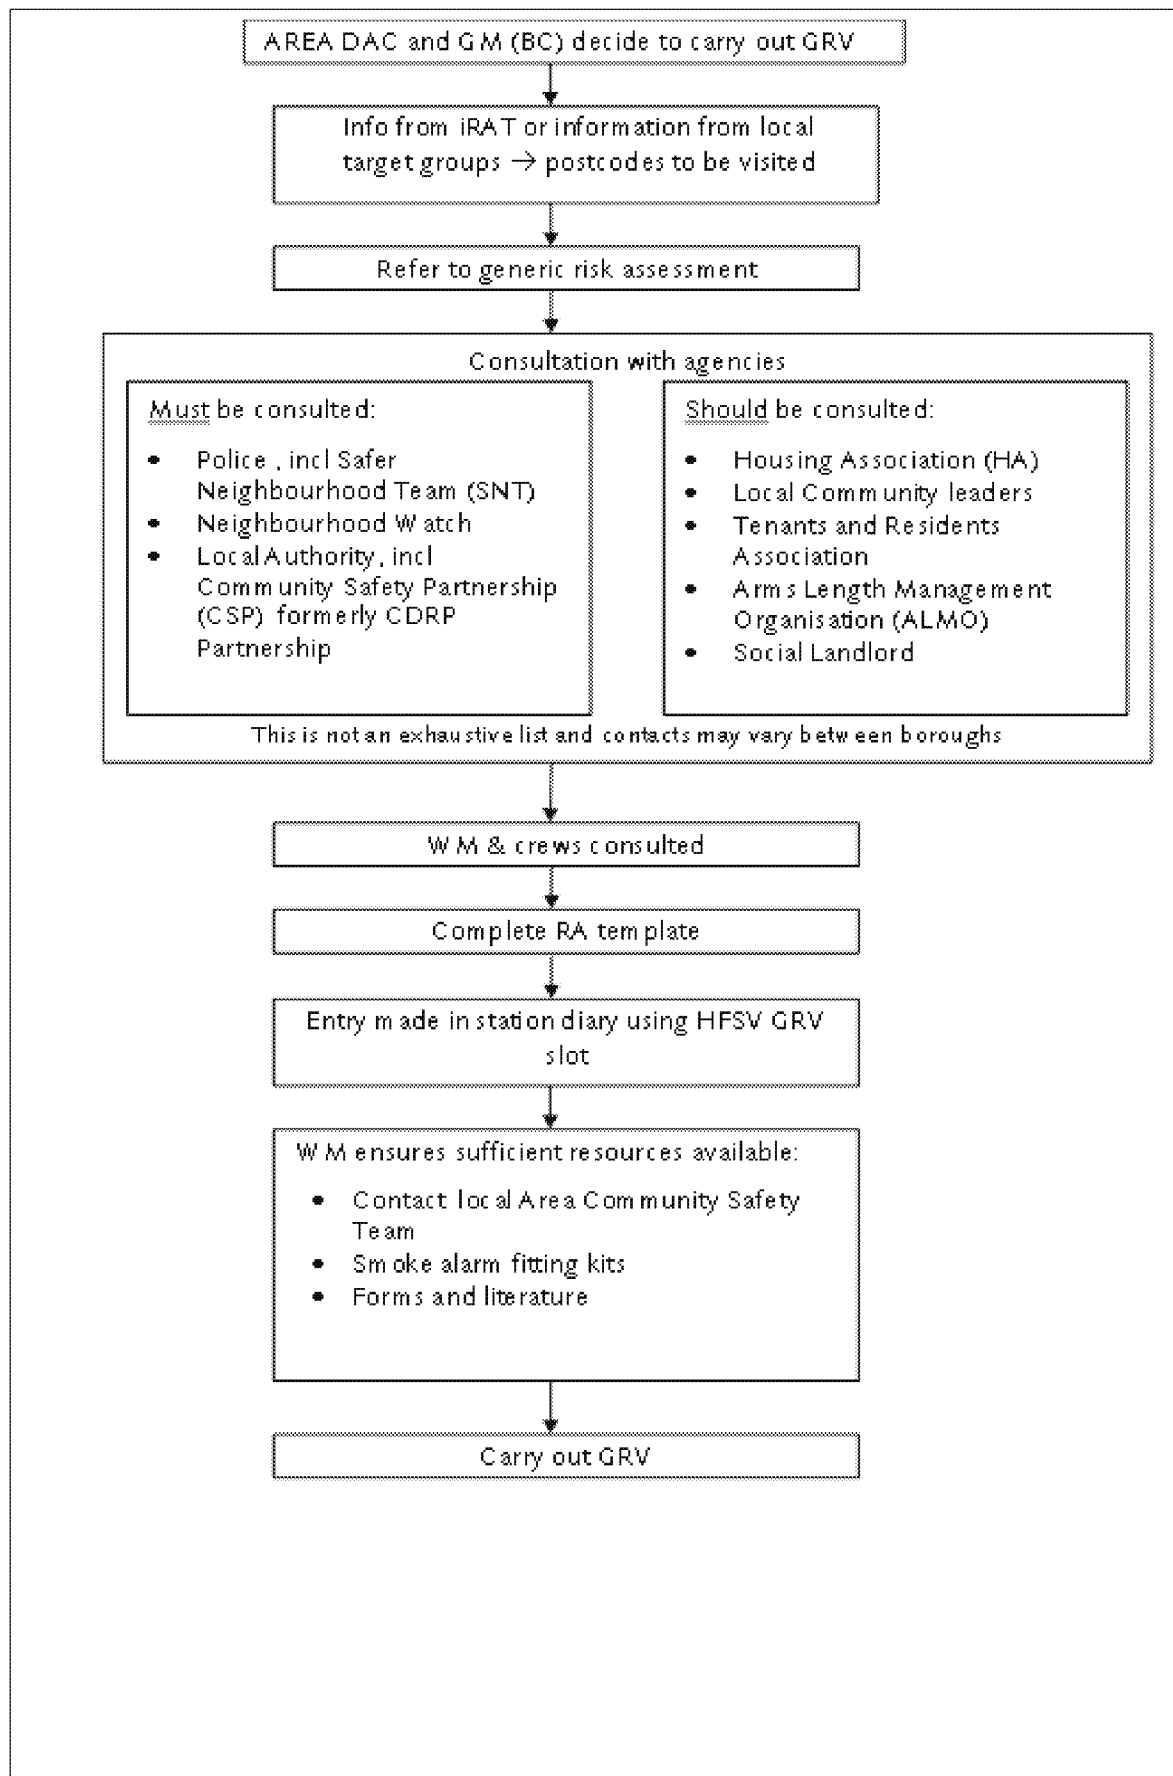 AREA DAC and GM (BC) decide to carry out GRV
Info from iRAT or information from local
target groups → postcodes to be visited
Refer to generic risk assessment
Consultation with agencies
Must be consulted:
• Police , incl Safer
Neighbourhood Team (SNT)
• Neighbourhood Watch
• Local Authority, incl
Community Safety Partnership
(CSP) formerly CDRP
Partnership
Should be consulted:
• Housing Association (HA)
• Local Community leaders
• Tenants and Residents
Association
• Arms Length Management
Organisation (ALMO)
• Social Landlord
This is not an exhaustive list and contacts may vary between boroughs
WM & crews consulted
Complete RA template
Entry made in station diary using HFSV GRV
slot
WM ensures sufficient resources available:
• Contact local Area Community Safety
Team
• Smoke alarm fitting kits
• Forms and literature
Carry out GRV